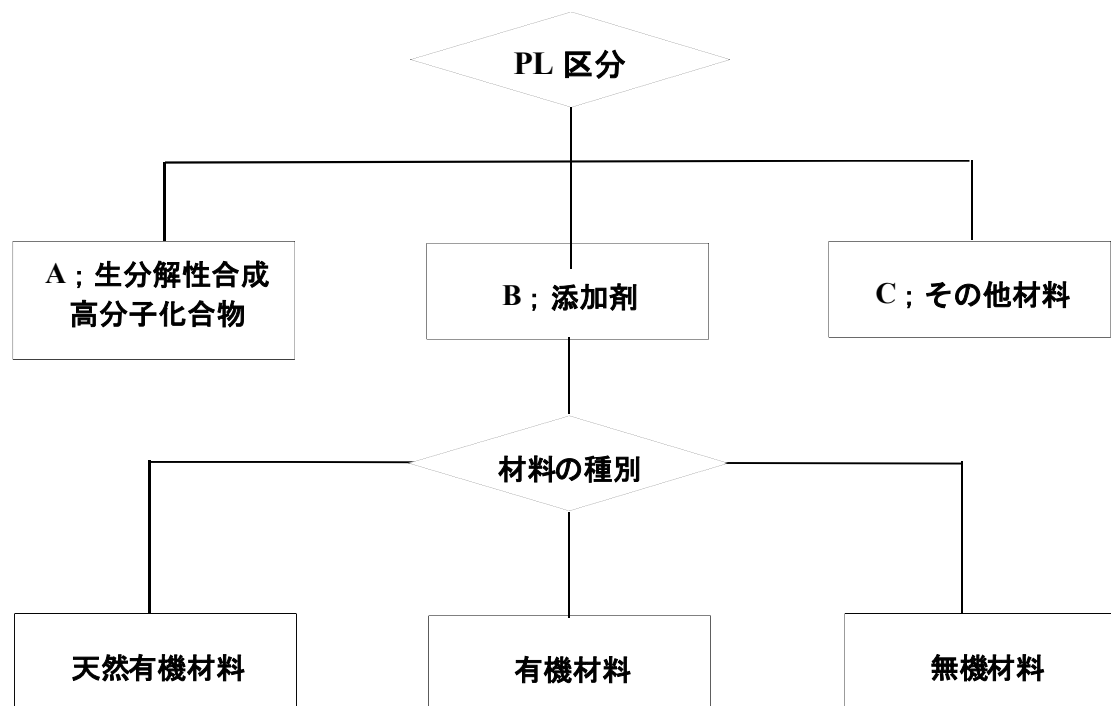 PL 区分
A ; 生分解性合成
高分子化合物
B ; 添加剤
C ; その他材料
材料の種別
天然有機材料
有機材料
無機材料